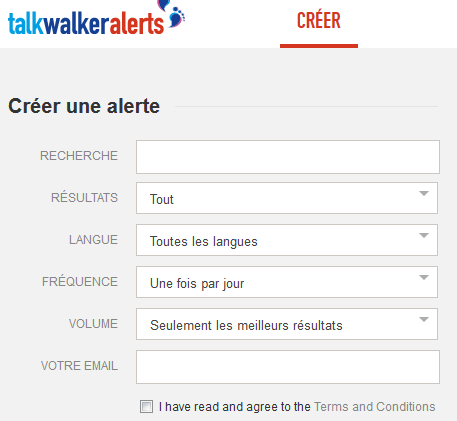 talkwalkeralerts
CRÉER
Créer une alerte
RECHERCHE
RÉSULTATS Tout
LANGUE Toutes les langues
FRÉQUENCE Une fois par jour
VOLUME Seulement les meilleurs résultats
VOTRE EMAIL
I have read and agree to the Terms and Conditions